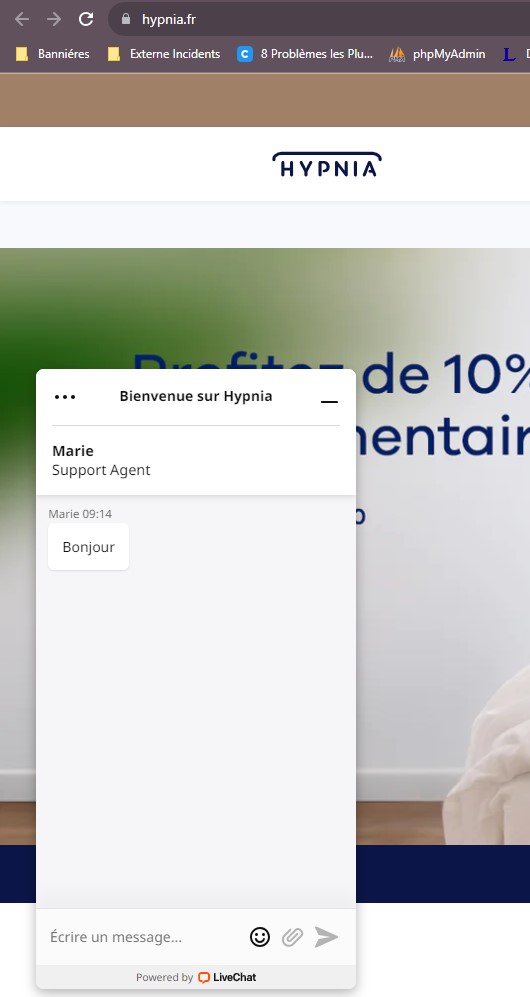 hypnia.fr
Banniéres
Externe Incidents
8 Problèmes les Plu...
phpMyAdmin
HYPNIA
de 10%
Bienvenue sur Hypnia
Marie
Support Agent
Marie 09:14
Bonjour
Écrire un message...
Powered by LiveChat